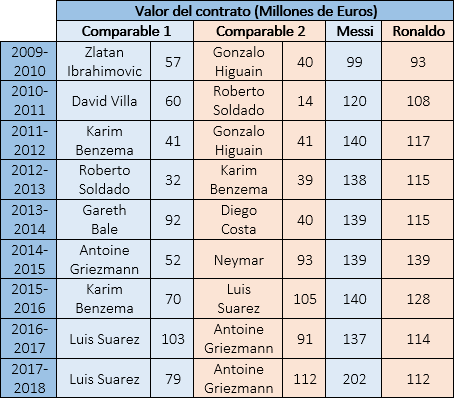 Valor del contrato (Millones de Euros)
Comparable 1 Comparable 2 Messi Ronaldo
2009-2010 Zlatan Ibrahimovic 57 Gonzalo Higuain 40 99 93
2010-2011 David Villa 60 Roberto Soldado 14 120 108
2011-2012 Karim Benzema 41 Gonzalo Higuain 41 140 117
2012-2013 Roberto Soldado 32 Karim Benzema 39 138 115
2013-2014 Gareth Bale 92 Diego Costa 40 139 115
2014-2015 Antoine Griezmann 52 Neymar 93 139 139
2015-2016 Karim Benzema 70 Luis Suarez 105 140 128
2016-2017 Luis Suarez 103 Antoine Griezmann 91 137 114
2017-2018 Luis Suarez 79 Antoine Griezmann 112 202 112